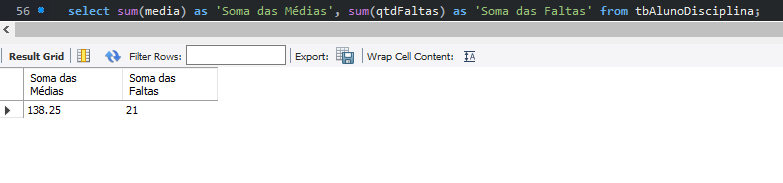 56 select sum(media) as 'Soma das Médias', sum(qtdFaltas) as 'Soma das Faltas' from tbAlunoDisciplina;
Result Grid Filter Rows: Export: Wrap Cell Content: IA
Soma das Médias Soma das Faltas
138.25 21